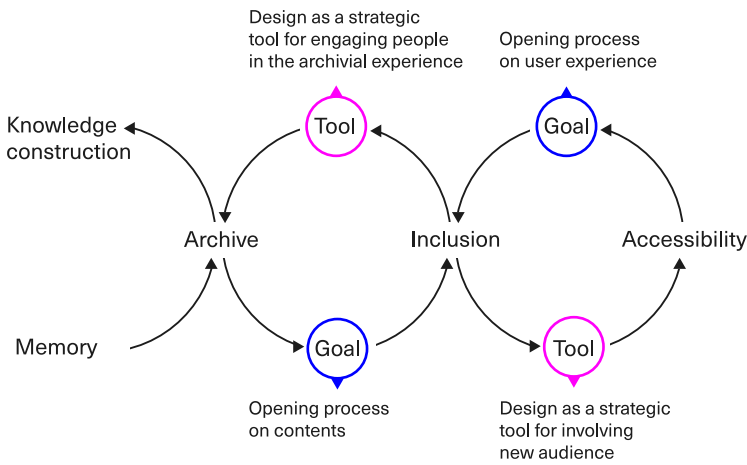 Design as a strategic
tool for engaging people
in the archivial experience
Opening process
on user experience
Knowledge
construction
Tool
Goal
Archive
Inclusion
Accessibility
Memory
Goal
Tool
Opening process
on contents
Design as a strategic
tool for involving
new audience